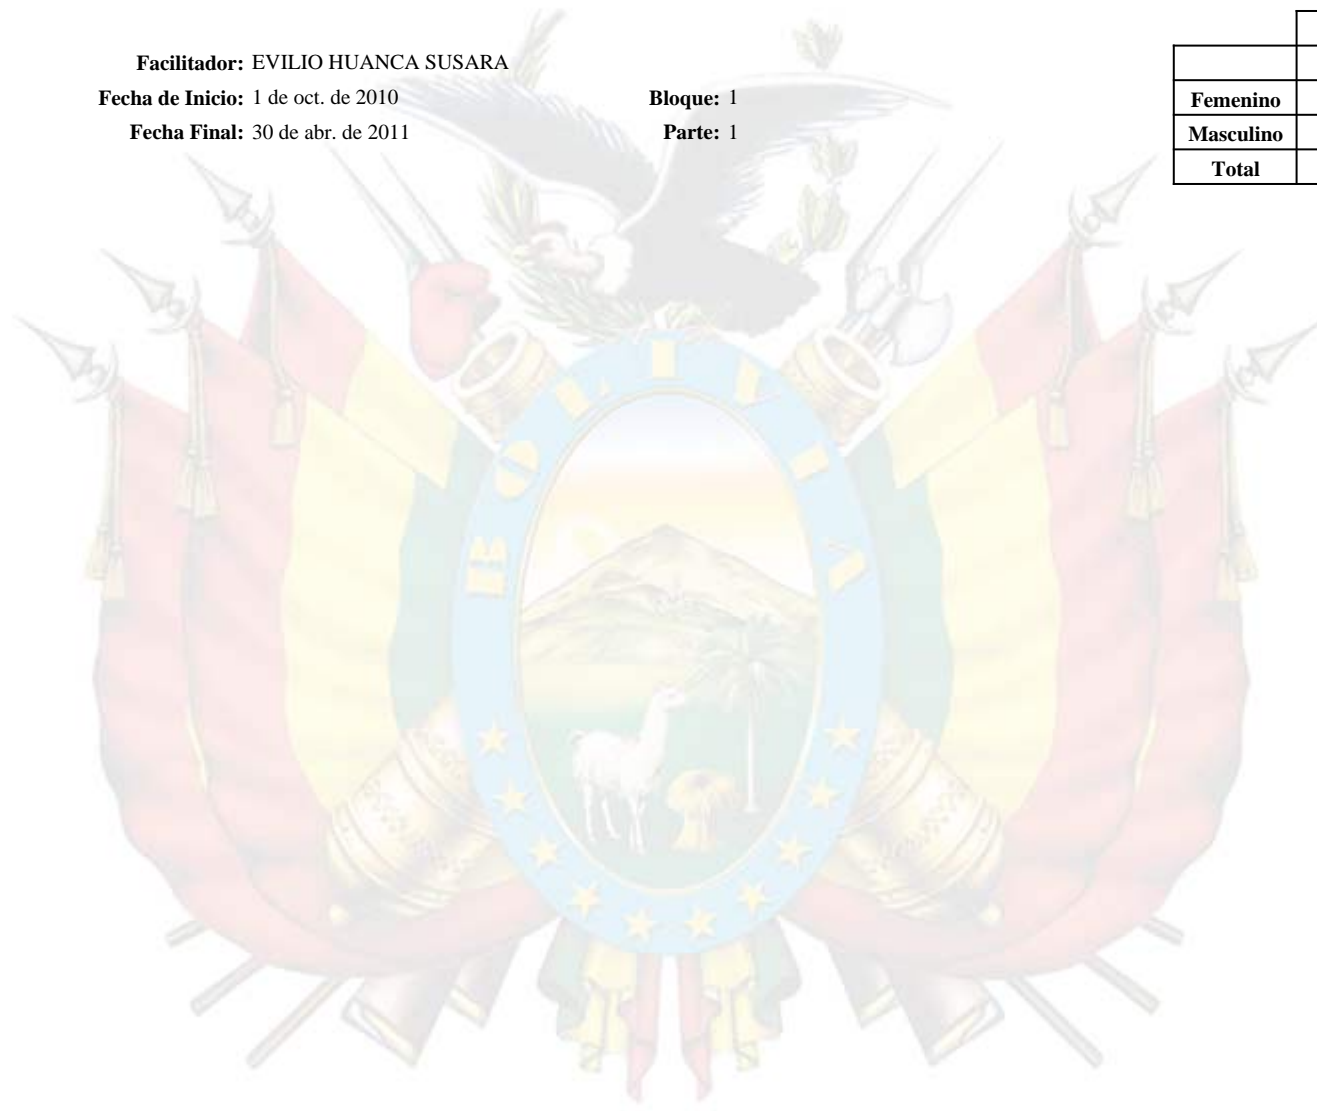 Facilitador: EVILIO HUANCA SUSARA
Fecha de Inicio: 1 de oct. de 2010 Bloque: 1
Fecha Final: 30 de abr. de 2011 Parte: 1
Femenino
Masculino
Total
BOLIVIA